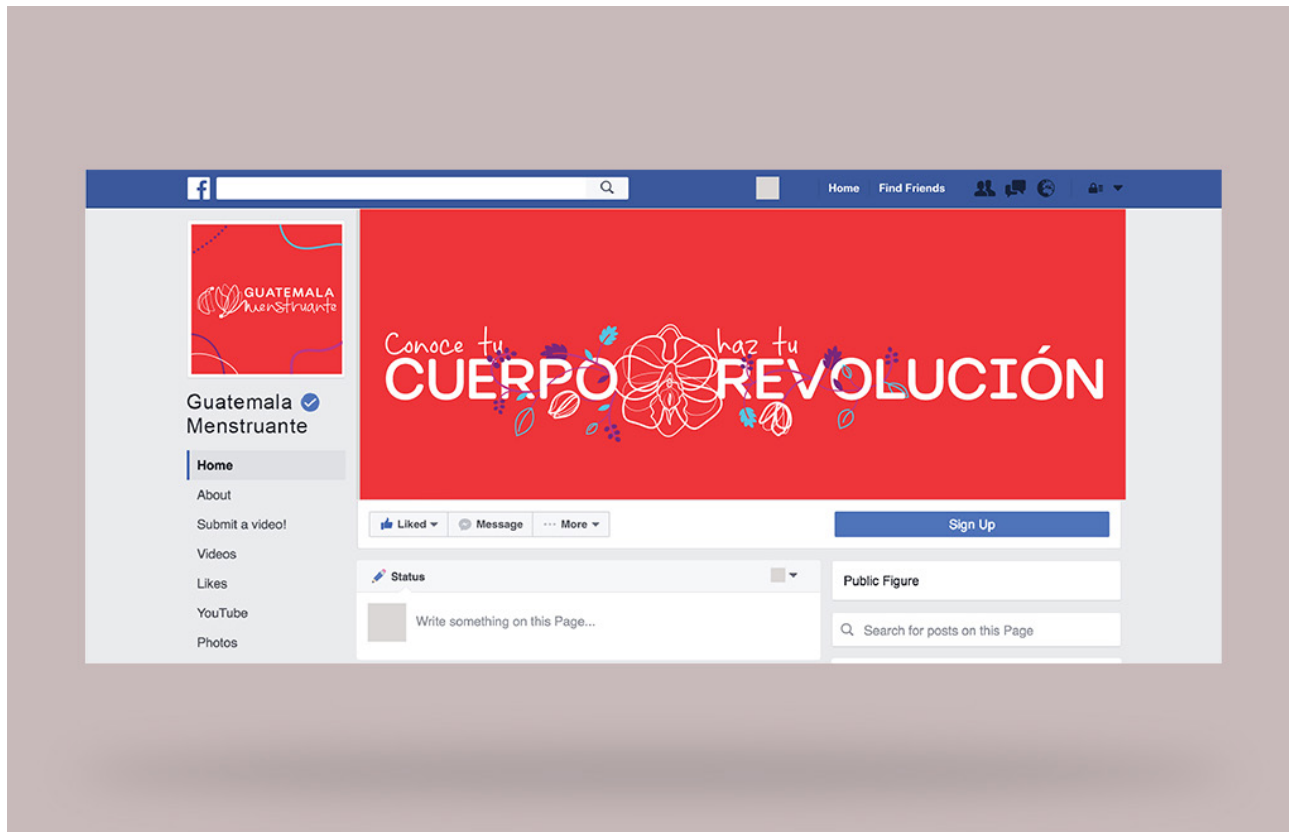 f
Home Find Friends
GUATEMALA
Menstruante
Conoce tu haz tu
CUERPO REVOLUCIÓN
Guatemala
Menstruante
Home
About
Submit a video!
Videos
Likes
YouTube
Photos
Liked Message ... More
Sign Up
Status
Write something on this Page...
Public Figure
Search for posts on this Page